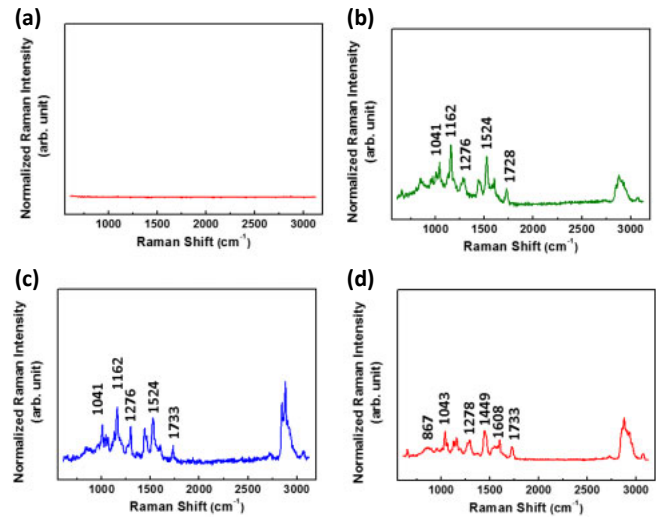 (a)
Normalized Raman Intensity
(arb. unit)
1000 1500 2000 2500 3000
Raman Shift (cm⁻¹)
(b)
Normalized Raman Intensity
(arb. unit)
1041
1162
1276
1524
1728
1000 1500 2000 2500 3000
Raman Shift (cm⁻¹)
(c)
Normalized Raman Intensity
(arb. unit)
1041
1162
1276
1524
1733
1000 1500 2000 2500 3000
Raman Shift (cm⁻¹)
(d)
Normalized Raman Intensity
(arb. unit)
867
1043
1278
1449
1608
1733
1000 1500 2000 2500 3000
Raman Shift (cm⁻¹)